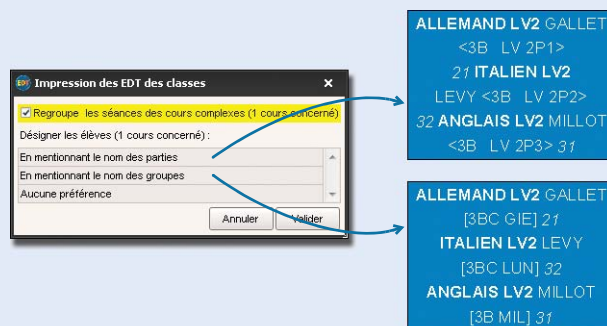 Impression des EDT des classes
Regroupe les séances des cours complexes (1 cours concerné)
Désigner les élèves (1 cours concerné) :
En mentionnant le nom des parties
En mentionnant le nom des groupes
Aucune préférence
Annuler Valider
ALLEMAND LV2 GALLET
<3B LV 2P1>
21 ITALIEN LV2
LEVY <3B LV 2P2>
32 ANGLAIS LV2 MILLOT
<3B LV 2P3> 31
ALLEMAND LV2 GALLET
[3BC GIE] 21
ITALIEN LV2 LEVY
[3BC LUN] 32
ANGLAIS LV2 MILLOT
[3B MIL] 31